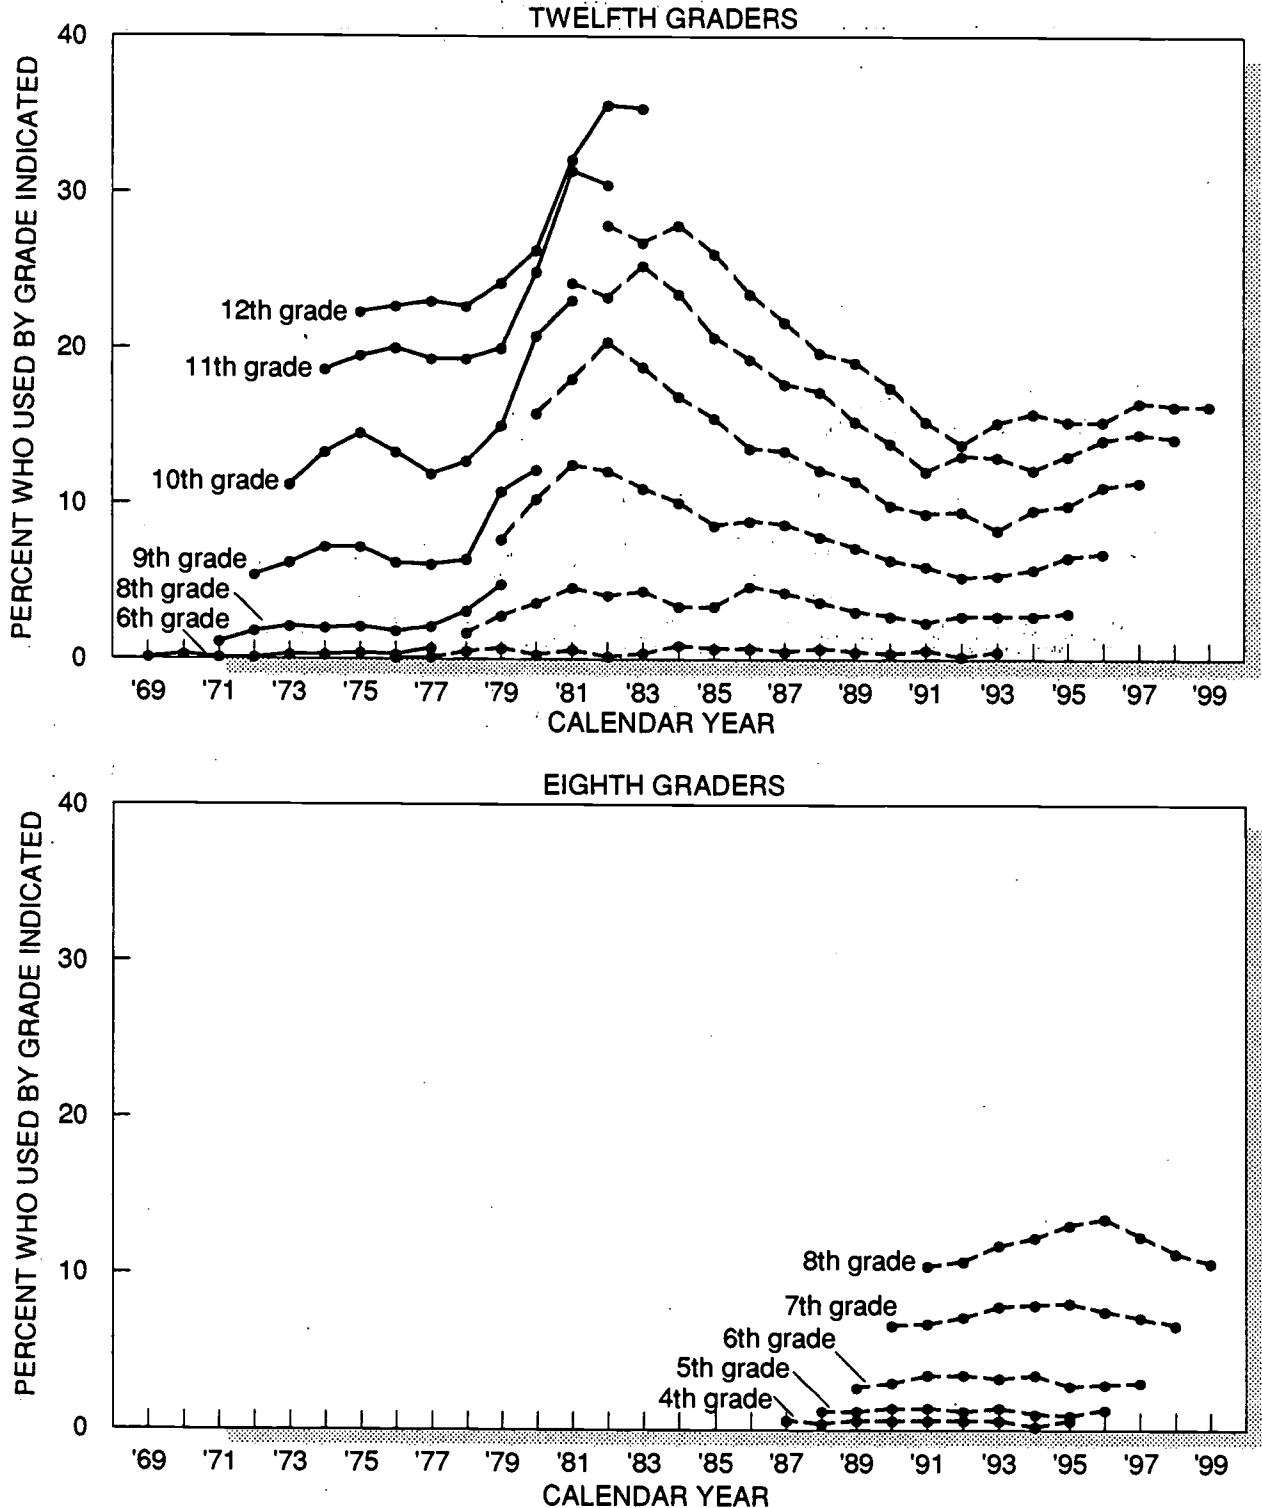 TWELFTH GRADERS
PERCENT WHO USED BY GRADE INDICATED
40
30
20
10
0
12th grade
11th grade
10th grade
9th grade
8th grade
6th grade
'69 '71 '73 '75 '77 '79 '81 '83 '85 '87 '89 '91 '93 '95 '97 '99
CALENDAR YEAR
EIGHTH GRADERS
PERCENT WHO USED BY GRADE INDICATED
40
30
20
10
0
8th grade
7th grade
6th grade
5th grade
4th grade
'69 '71 '73 '75 '77 '79 '81 '83 '85 '87 '89 '91 '93 '95 '97 '99
CALENDAR YEAR